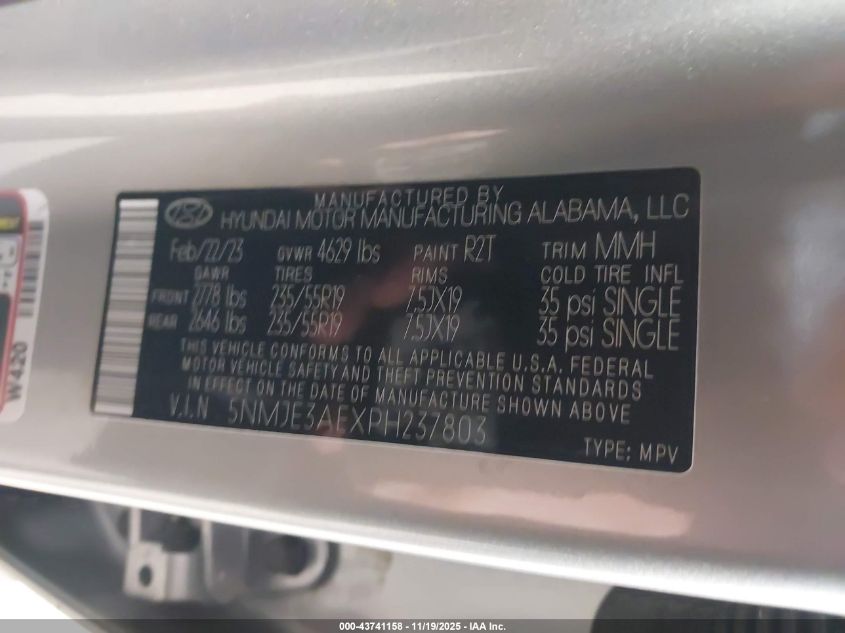 MANUFACTURED BY
HYUNDAI MOTOR MANUFACTURING ALABAMA, LLC
Feb/22/23 GVWR 4629 lbs PAINT R2T TRIM MMH
GAWR TIRES RIMS COLD TIRE INFL
FRONT 2778 lbs 235/55R19 7.5JX19 35 psi SINGLE
REAR 2646 lbs 235/55R19 7.5JX19 35 psi SINGLE
THIS VEHICLE CONFORMS TO ALL APPLICABLE U.S.A. FEDERAL
MOTOR VEHICLE SAFETY AND THEFT PREVENTION STANDARDS
IN EFFECT ON THE DATE OF MANUFACTURE SHOWN ABOVE
V.I.N 5NMJE3AEXPH237803
TYPE: MPV
W420
000-43741158 - 11/19/2025 - IAA Inc.